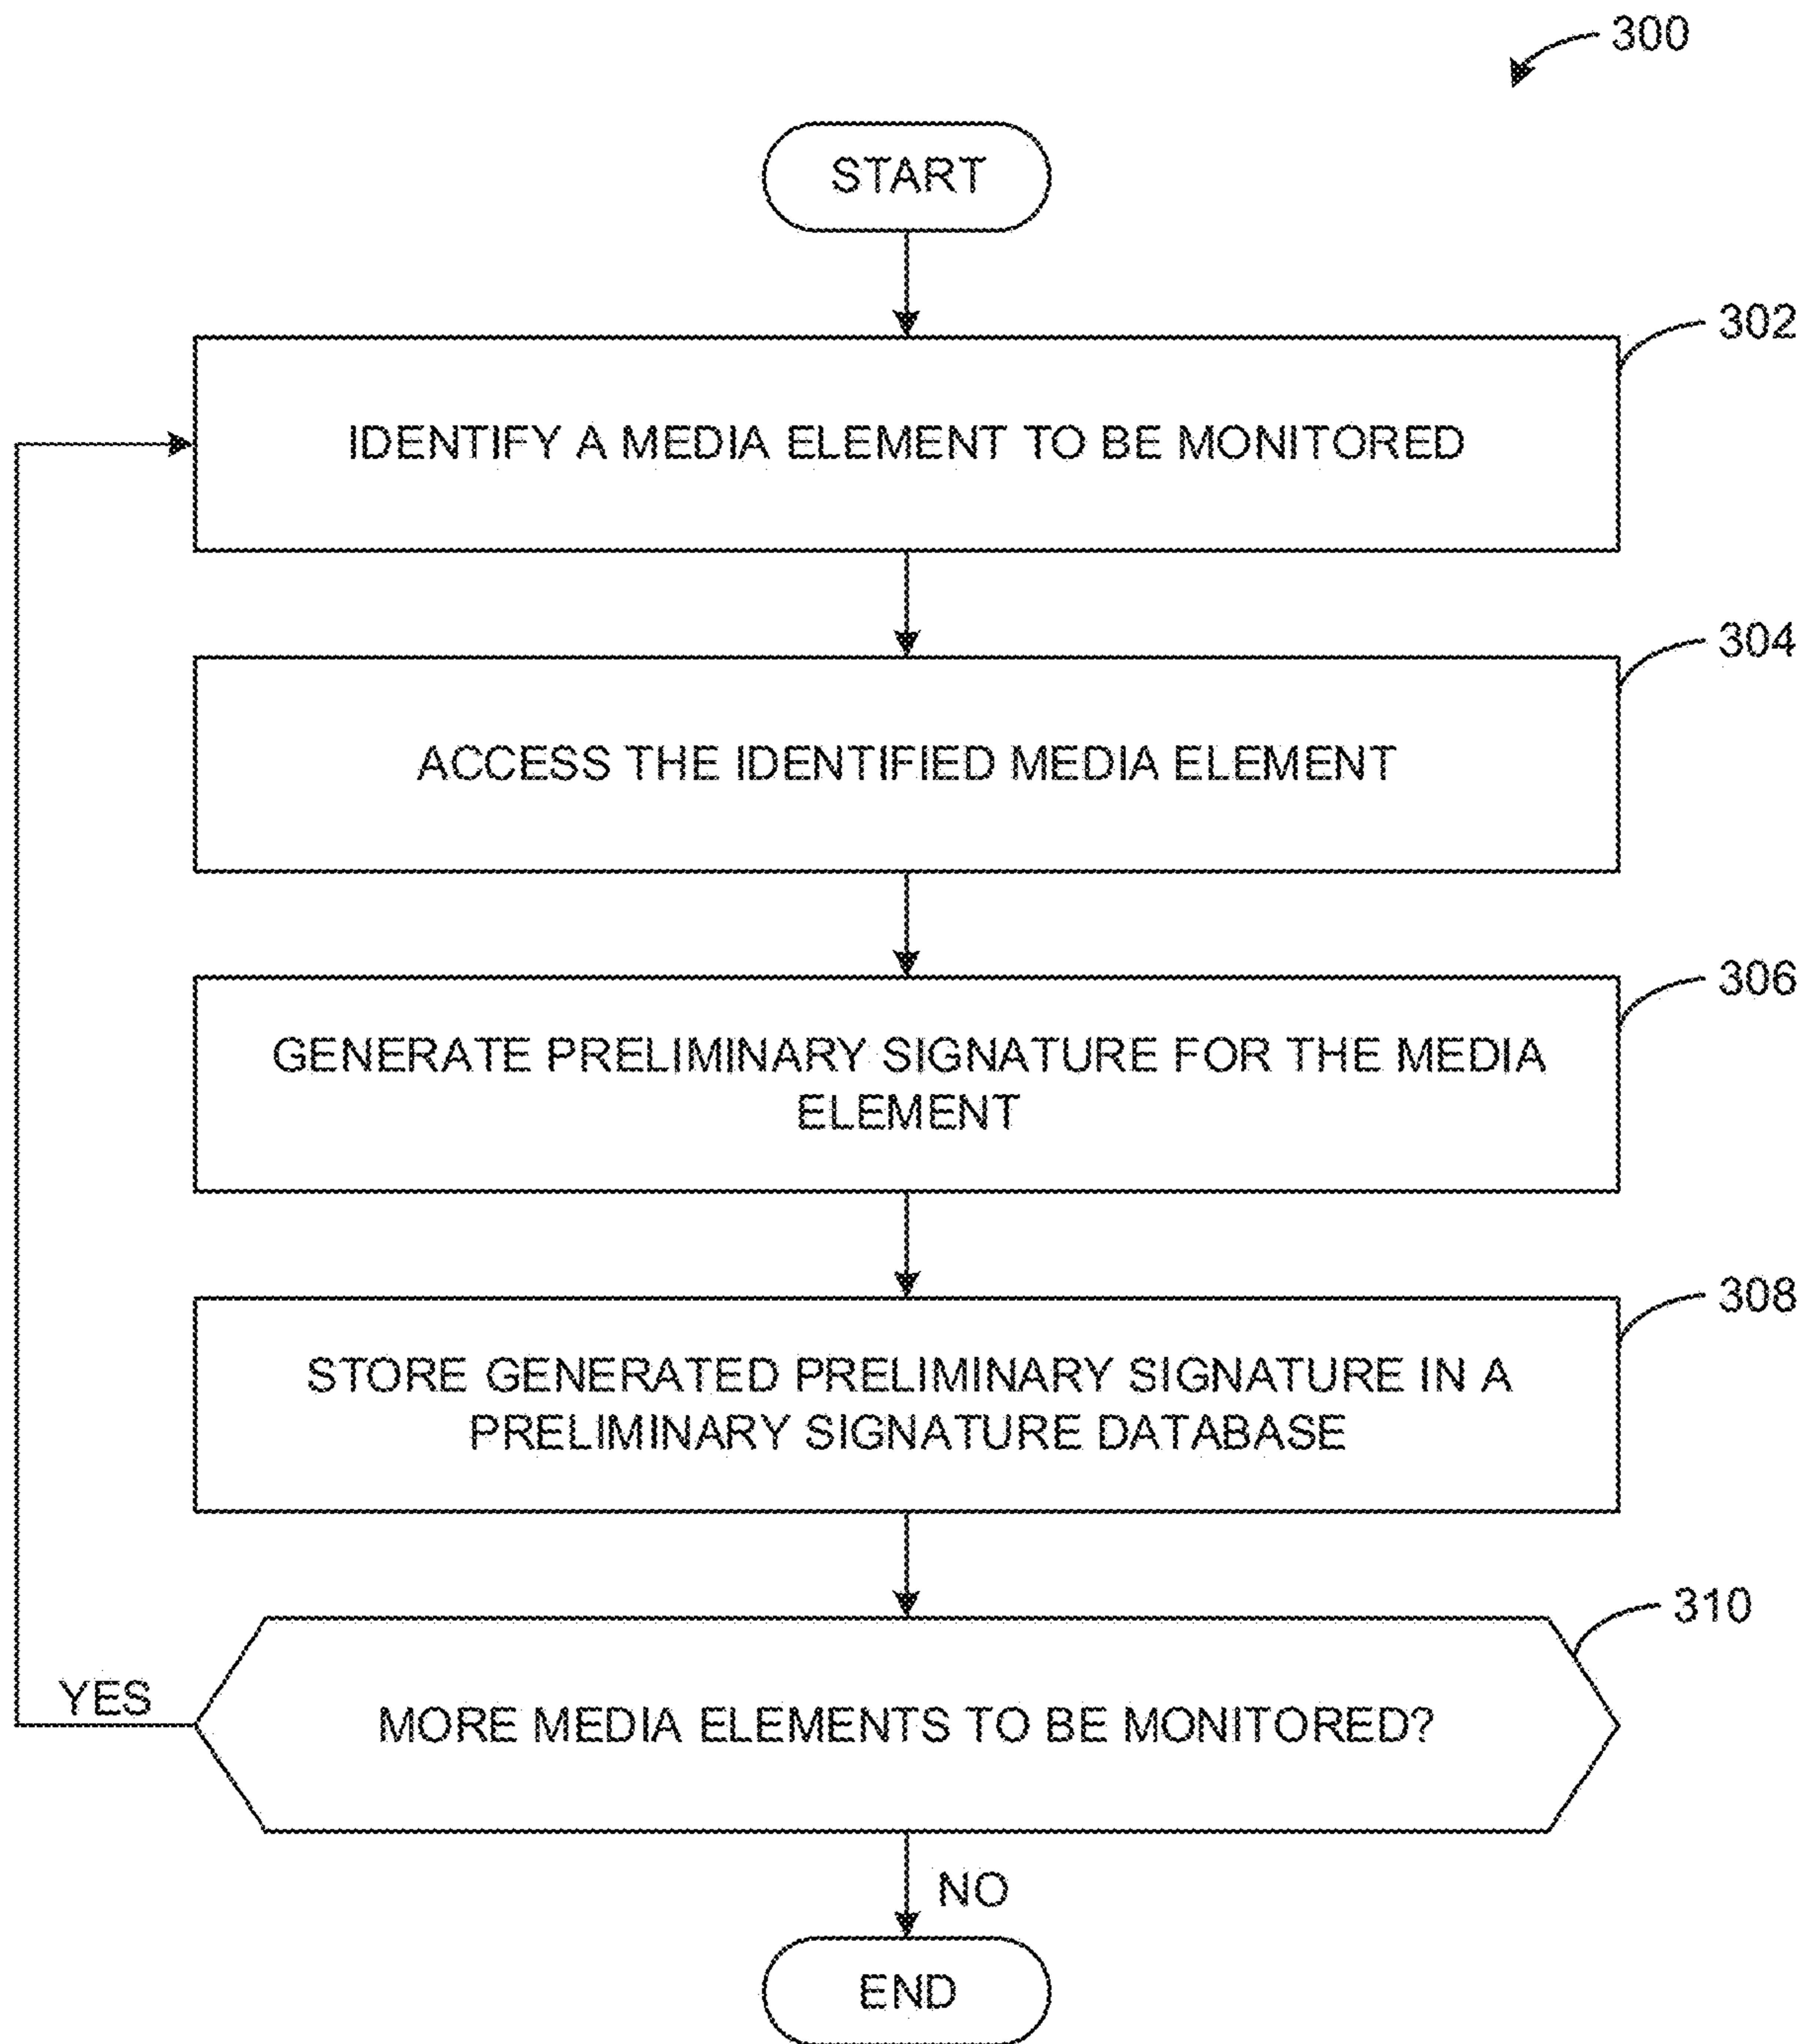 300
START
302
IDENTIFY A MEDIA ELEMENT TO BE MONITORED
304
ACCESS THE IDENTIFIED MEDIA ELEMENT
306
GENERATE PRELIMINARY SIGNATURE FOR THE MEDIA
ELEMENT
308
STORE GENERATED PRELIMINARY SIGNATURE IN A
PRELIMINARY SIGNATURE DATABASE
310
YES
MORE MEDIA ELEMENTS TO BE MONITORED?
NO
END